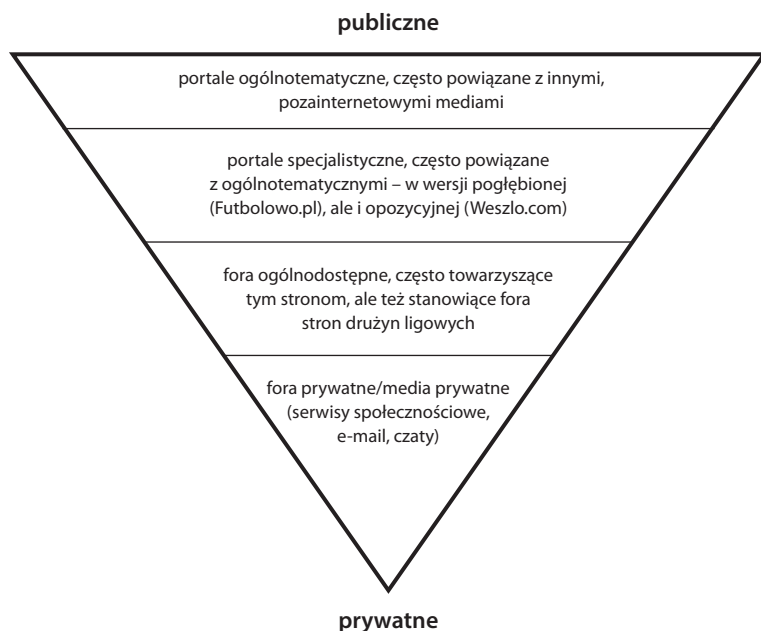 publiczne
portale ogólnotematyczne, często powiązane z innymi,
pozainternetowymi mediami
portale specjalistyczne, często powiązane
z ogólnotematycznymi – w wersji pogłębionej
(Futbolowo.pl), ale i opozycyjnej (Weszlo.com)
fora ogólnodostępne, często towarzyszące
tym stronom, ale też stanowiące fora
stron drużyn ligowych
fora prywatne/media prywatne
(serwisy społecznościowe,
e-mail, czaty)
prywatne